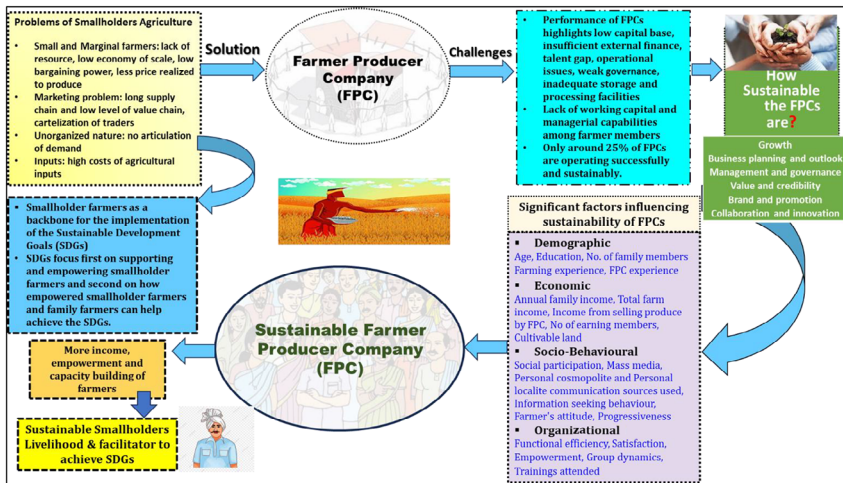 Problems of Smallholders Agriculture
• Small and Marginal farmers: lack of
resource, low economy of scale, low
bargaining power, less price realized
to produce
• Marketing problem: long supply
chain and low level of value chain,
cartelization of traders
• Unorganized nature: no articulation of
demand
• Inputs: high costs of agricultural
inputs
Solution
Farmer Producer
Company
(FPC)
Challenges
• Performance of FPCs
highlights low capital base,
insufficient external finance,
talent gap, operational
issues, weak governance,
inadequate storage and
processing facilities
• Lack of working capital and
managerial capabilities
among farmer members
• Only around 25% of FPCs
are operating successfully
and sustainably.
How
Sustainable
the FPCs
are?
Growth
Business planning and outlook
Management and governance
Value and credibility
Brand and promotion
Collaboration and innovation
Significant factors influencing
sustainability of FPCs
▪ Demographic
Age, Education, No. of family members
Farming experience, FPC experience
▪ Economic
Annual family income, Total farm
income, Income from selling produce
by FPC, No of earning members,
Cultivable land
▪ Socio-Behavioural
Social participation, Mass media,
Personal cosmopolite and Personal
localite communication sources used,
Information seeking behaviour,
Farmer's attitude, Progressiveness
▪ Organizational
Functional efficiency, Satisfaction,
Empowerment, Group dynamics,
Trainings attended
Sustainable Farmer
Producer Company
(FPC)
• Smallholder farmers as a
backbone for the implementation
of the Sustainable Development
Goals (SDGs)
• SDGs focus first on supporting
and empowering smallholder
farmers and second on how
empowered smallholder farmers
and family farmers can help
achieve the SDGs.
More income,
empowerment and
capacity building of
farmers
Sustainable Smallholders
Livelihood & facilitator to
achieve SDGs